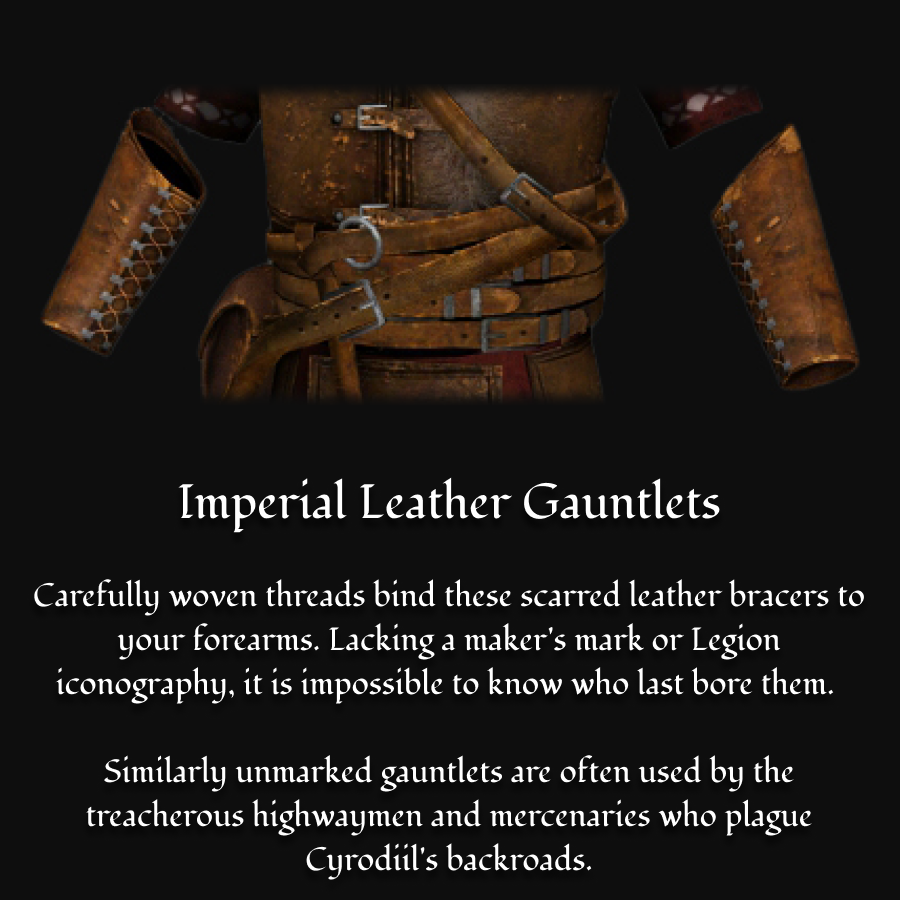 Imperial Leather Gauntlets
Carefully woven threads bind these scarred leather bracers to
your forearms. Lacking a maker's mark or Legion
iconography, it is impossible to know who last bore them.
Similarly unmarked gauntlets are often used by the
treacherous highwaymen and mercenaries who plague
Cyrodiil's backroads.